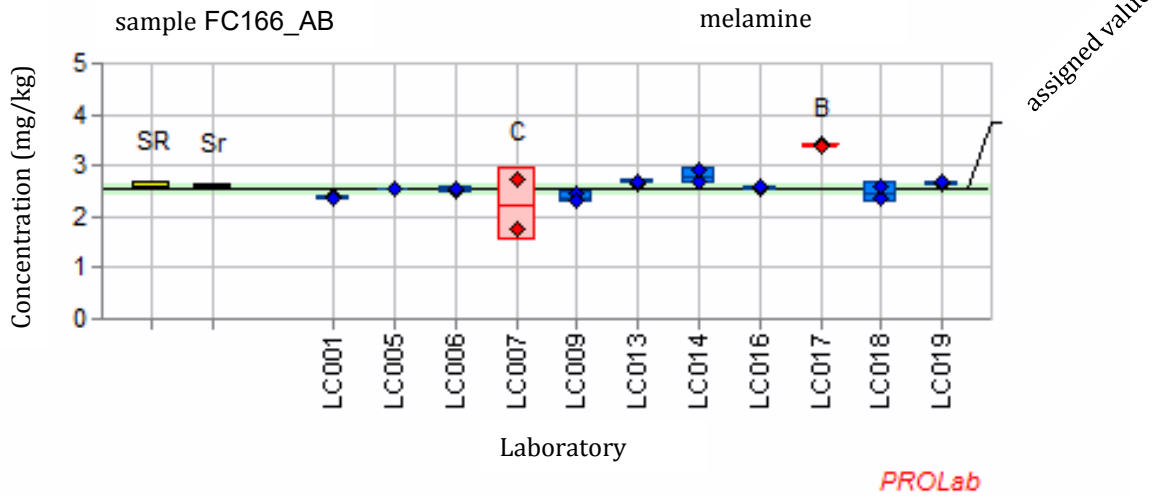 sample FC166_AB
melamine
assigned value
Concentration (mg/kg)
5
4
3
2
1
0
SR
Sr
C
B
LC001
LC005
LC006
LC007
LC009
LC013
LC014
LC016
LC017
LC018
LC019
Laboratory
PROLab